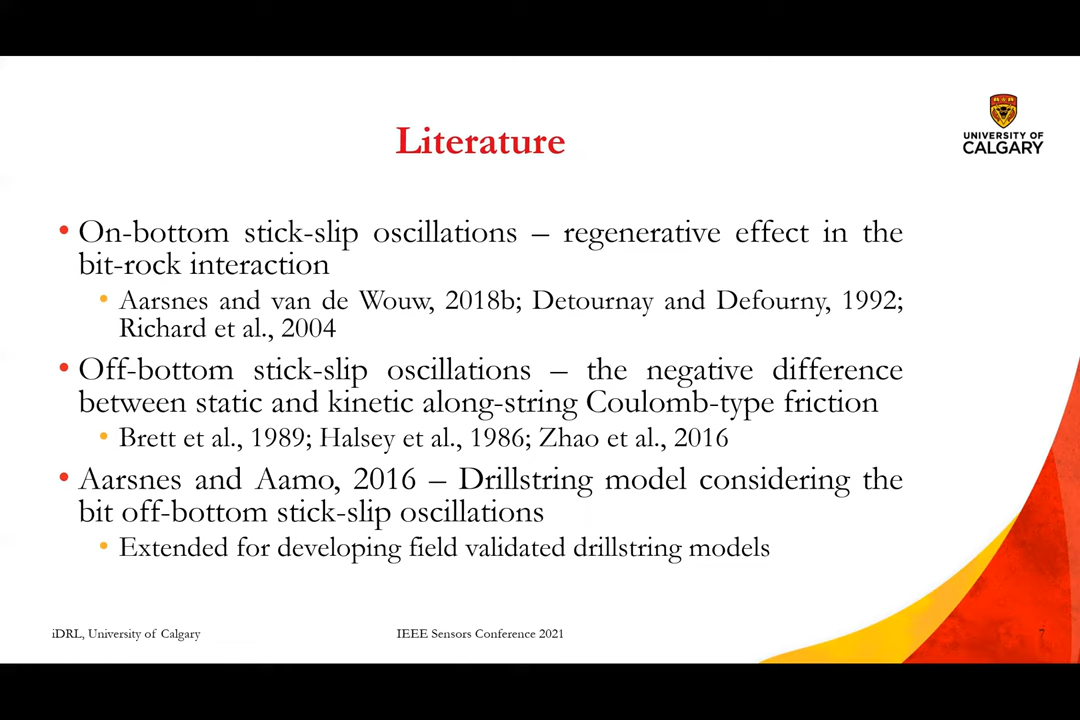 UNIVERSITY OF
CALGARY
Literature
• On-bottom stick-slip oscillations – regenerative effect in the
bit-rock interaction
• Aarsnes and van de Wouw, 2018b; Detournay and Defourny, 1992;
Richard et al., 2004
• Off-bottom stick-slip oscillations – the negative difference
between static and kinetic along-string Coulomb-type friction
• Brett et al., 1989; Halsey et al., 1986; Zhao et al., 2016
• Aarsnes and Aamo, 2016 – Drillstring model considering the
bit off-bottom stick-slip oscillations
• Extended for developing field validated drillstring models
iDRL, University of Calgary
IEEE Sensors Conference 2021
7